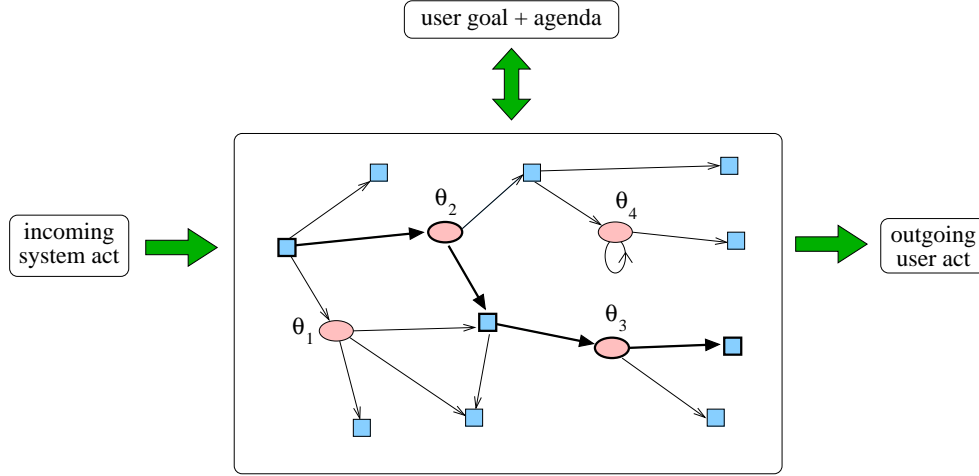 user goal + agenda
incoming
system act
θ2
θ4
θ1
θ3
outgoing
user act